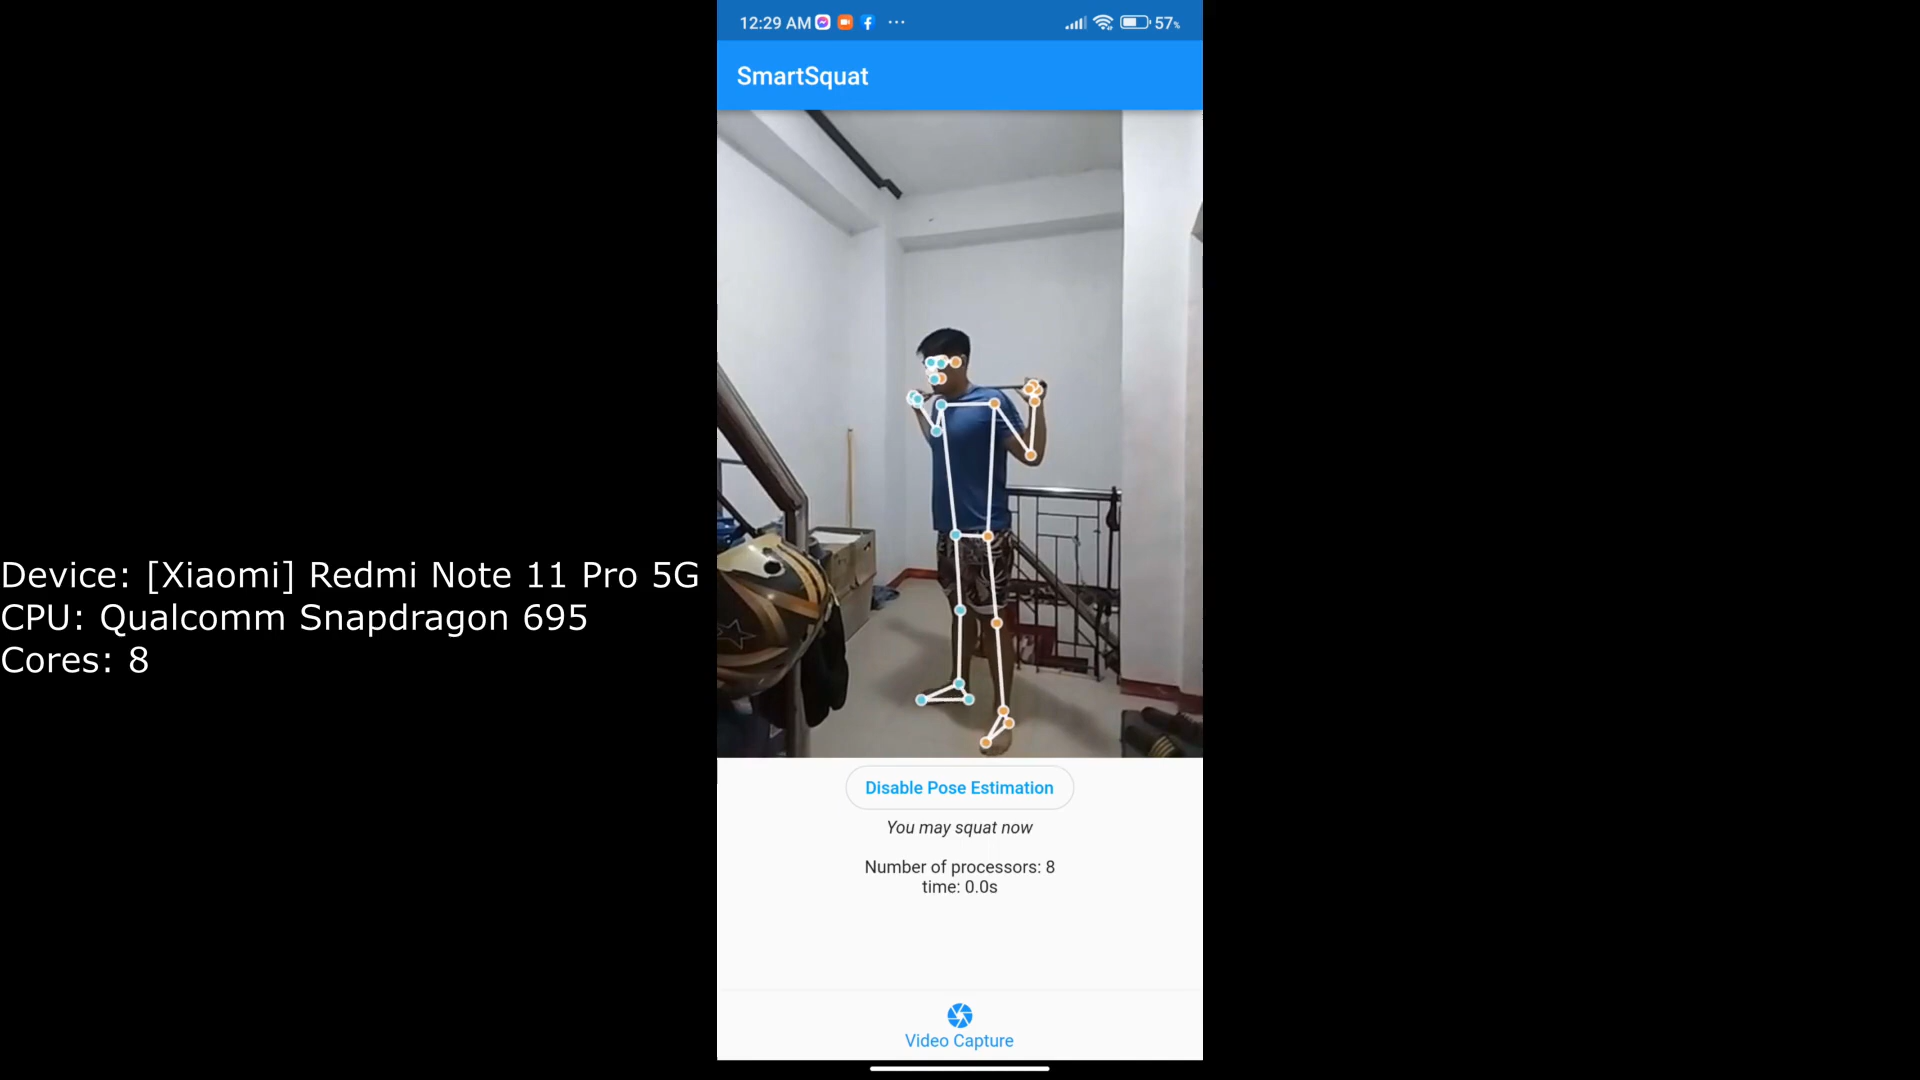 12:29 AM
57%
SmartSquat
Device: [Xiaomi] Redmi Note 11 Pro 5G
CPU: Qualcomm Snapdragon 695
Cores: 8
Disable Pose Estimation
You may squat now
Number of processors: 8
time: 0.0s
Video Capture